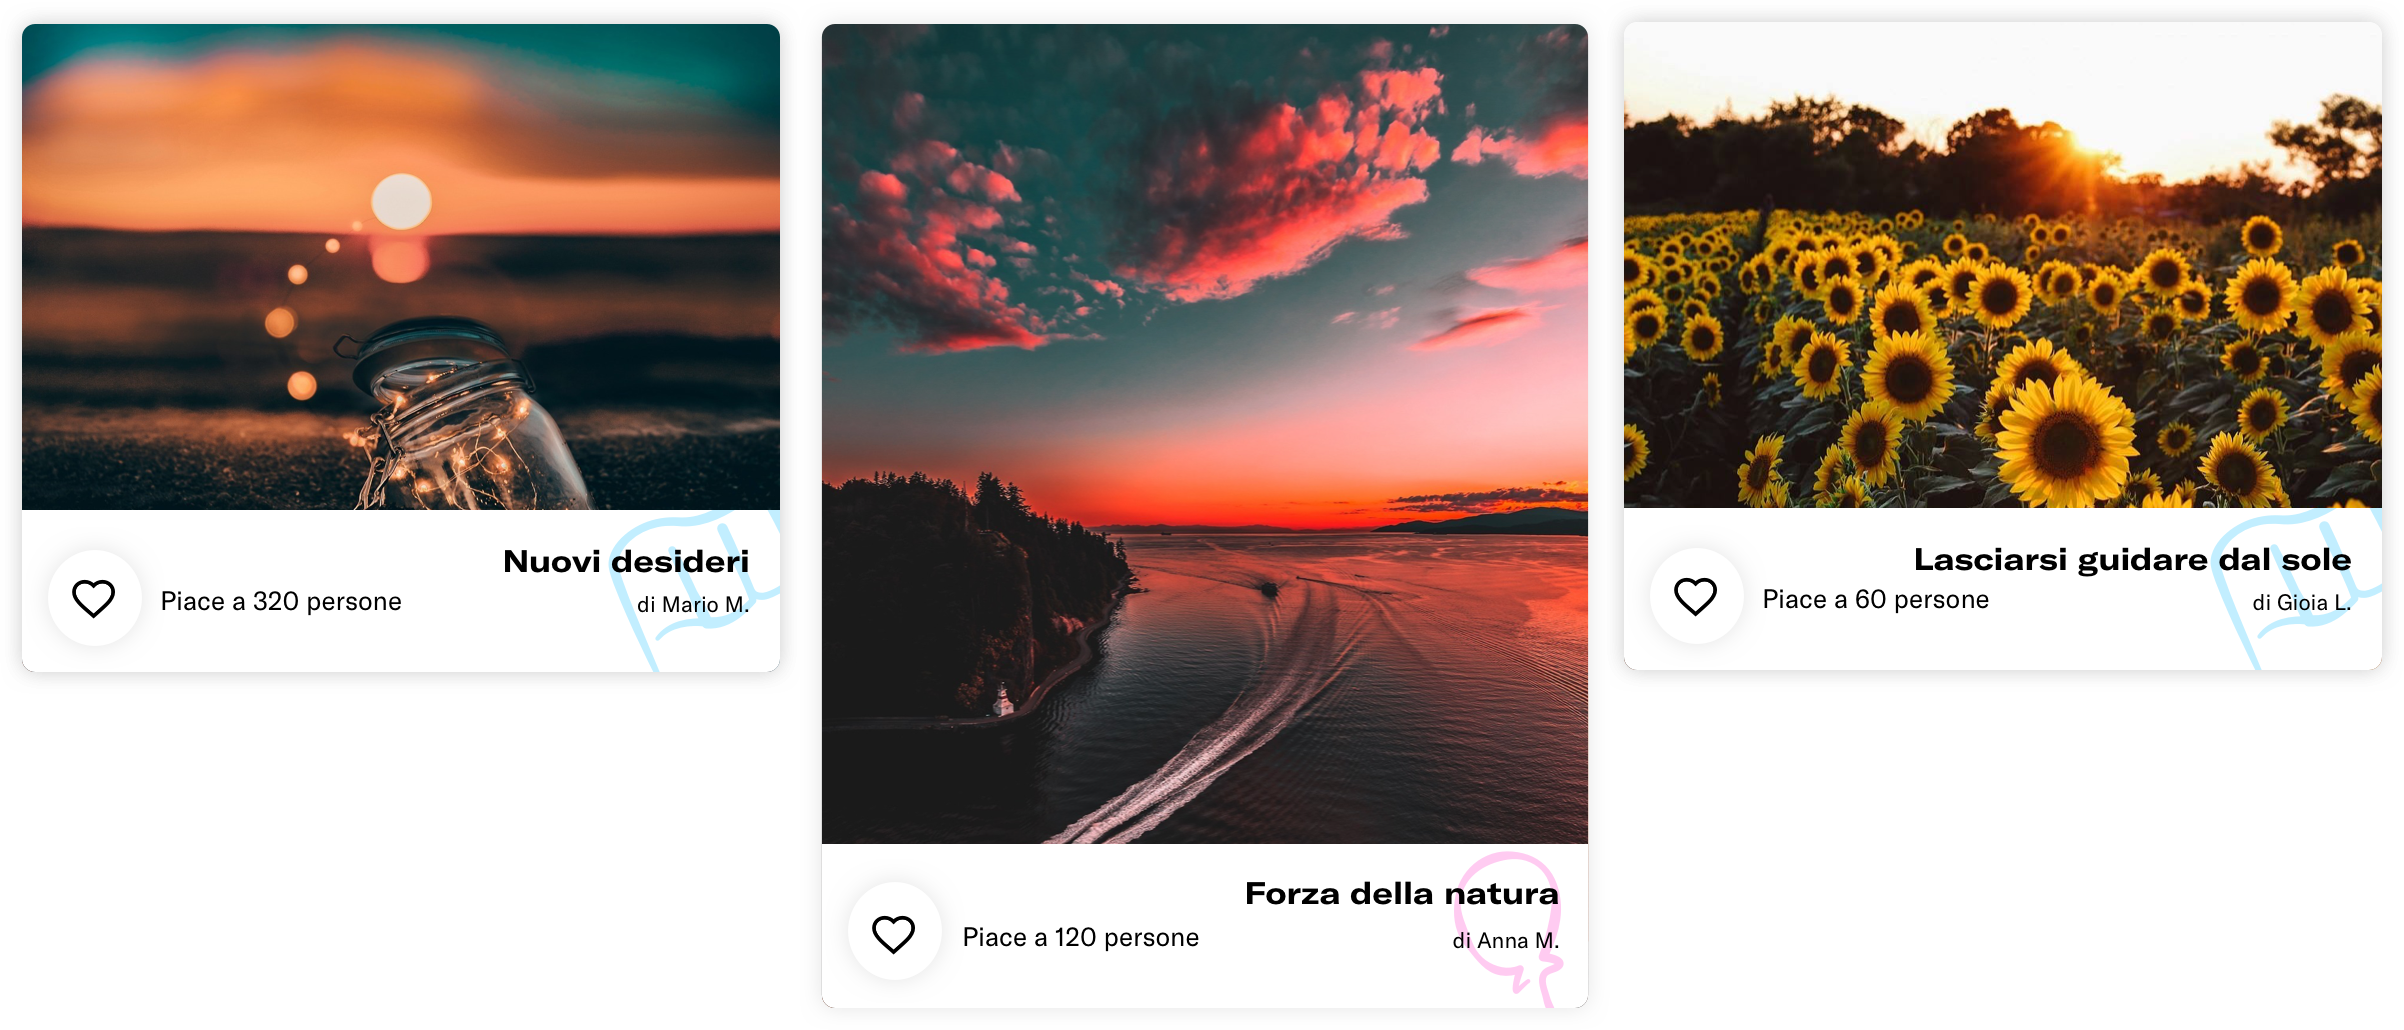 Nuovi desideri
Piace a 320 persone
di Mario M.
Forza della natura
Piace a 120 persone
di Anna M.
Lasciarsi guidare dal sole
Piace a 60 persone
di Gioia L.